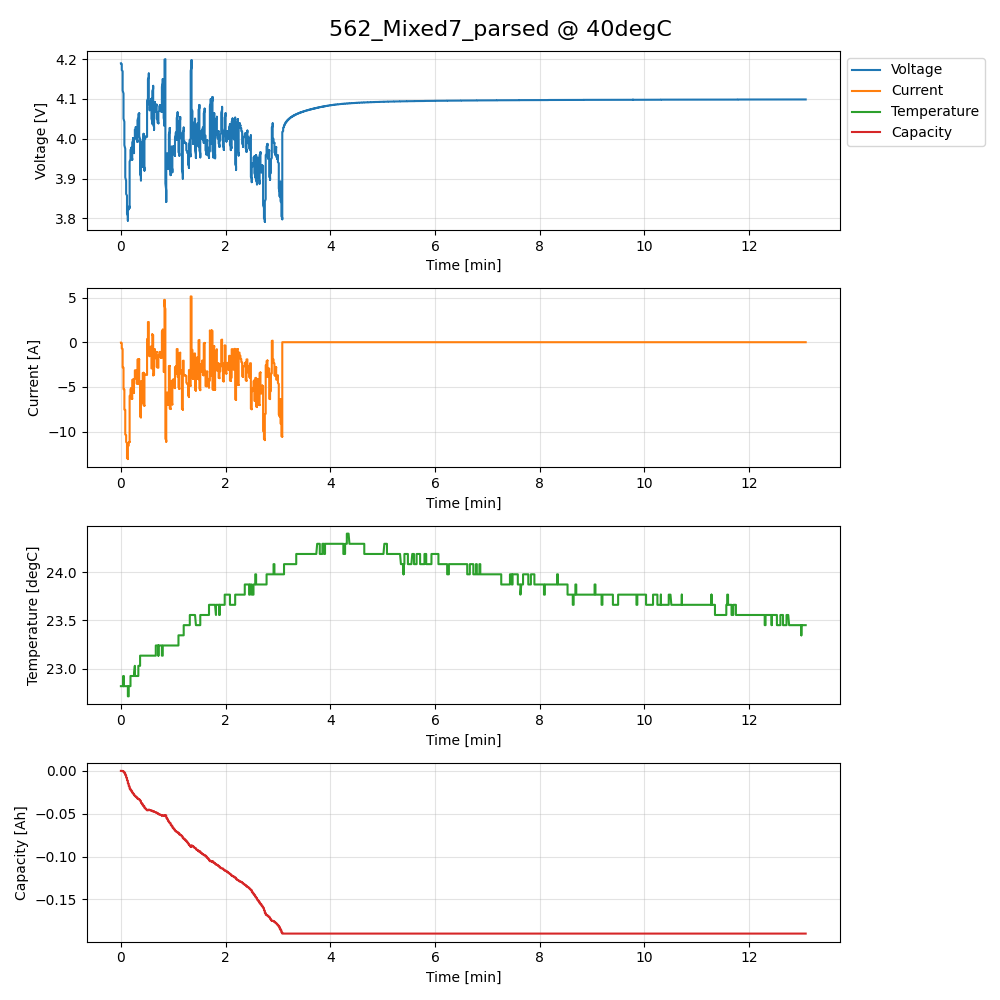 562_Mixed7_parsed @ 40degC
4.2
4.1
4.0
3.9
3.8
Voltage [V]
0 2 4 6 8 10 12
Time [min]
Voltage
Current
Temperature
Capacity
5
0
−5
−10
Current [A]
0 2 4 6 8 10 12
Time [min]
24.0
23.5
23.0
Temperature [degC]
0 2 4 6 8 10 12
Time [min]
0.00
−0.05
−0.10
−0.15
Capacity [Ah]
0 2 4 6 8 10 12
Time [min]